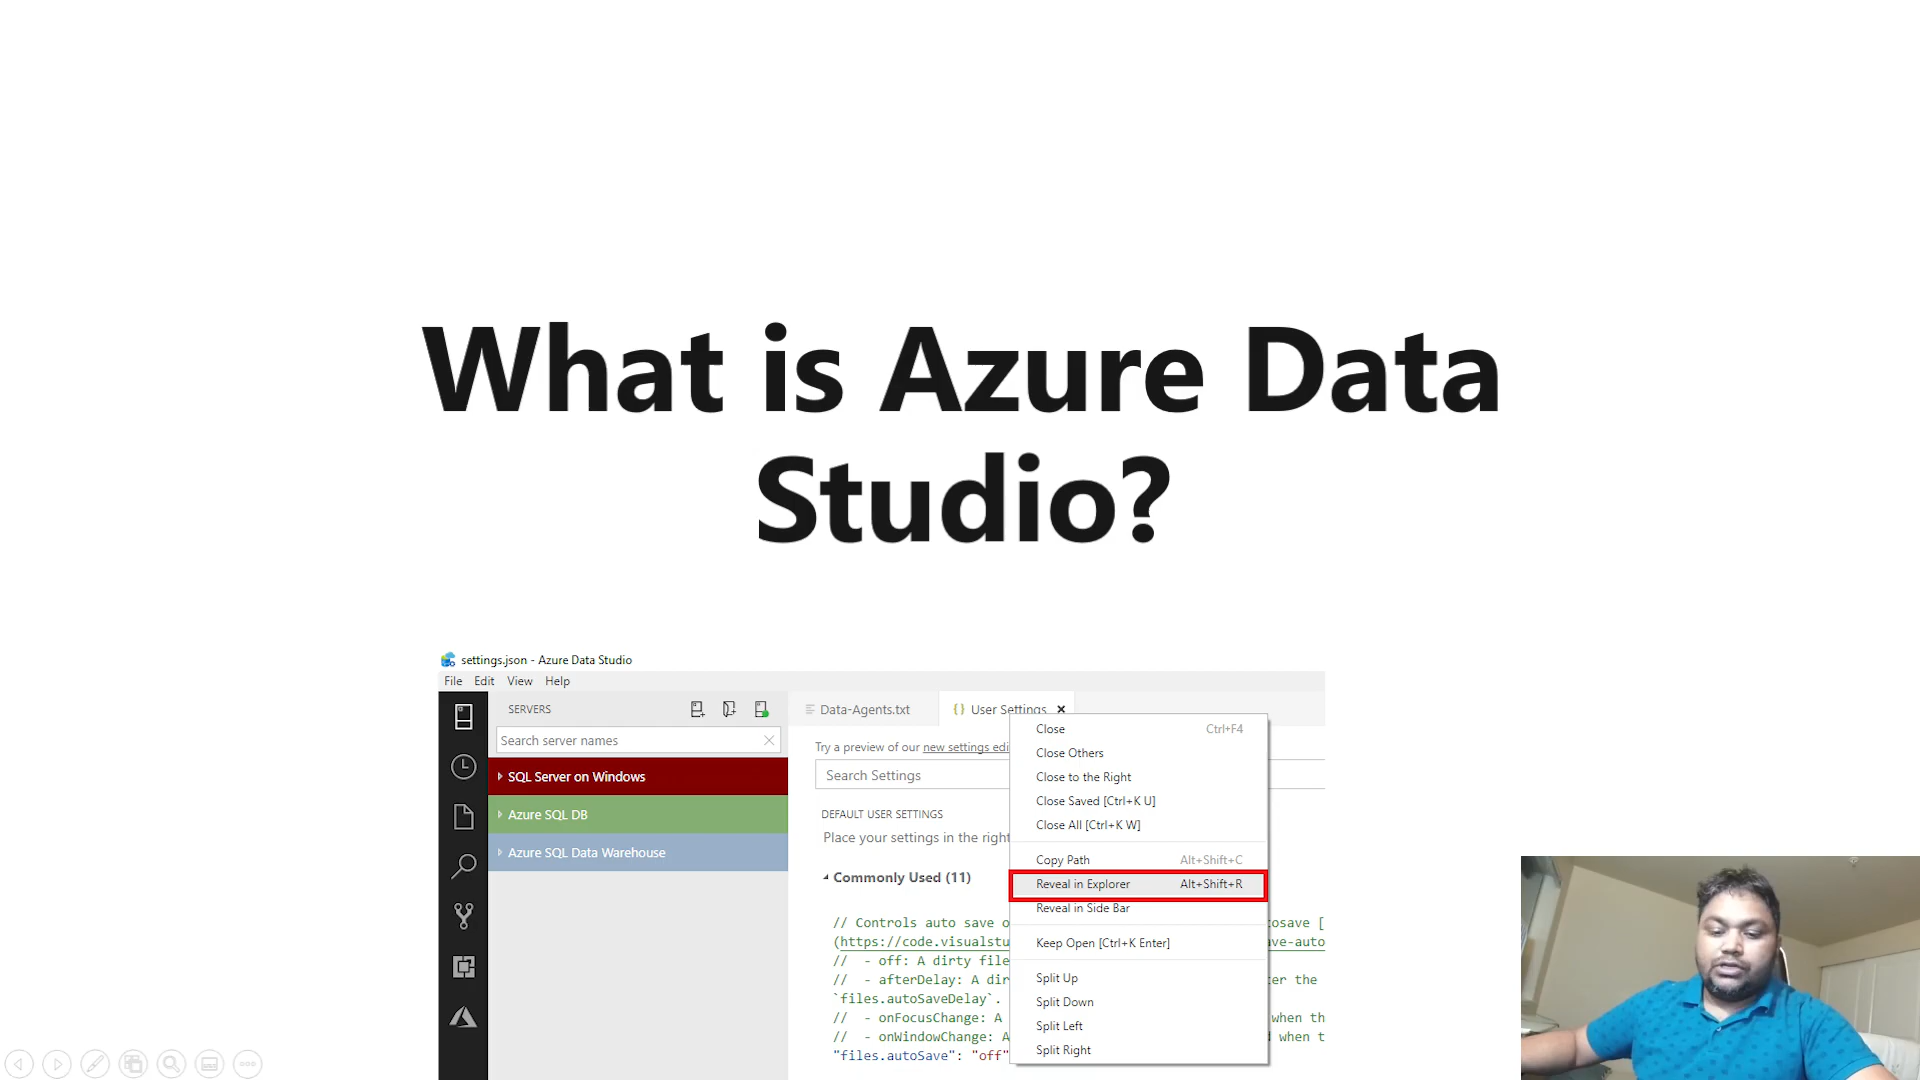 What is Azure Data
Studio?
settings.json - Azure Data Studio
File Edit View Help
SERVERS
Search server names
SQL Server on Windows
Azure SQL DB
Azure SQL Data Warehouse
Data-Agents.txt
User Settings
Try a preview of our new settings edi
Search Settings
DEFAULT USER SETTINGS
Place your settings in the right
Commonly Used (11)
// Controls auto save o
(https://code.visualstu
// - off: A dirty file
// - afterDelay: A dir
`files.autoSaveDelay`.
// - onFocusChange: A
// - onWindowChange: A
"files.autoSave": "off"
Close Ctrl+F4
Close Others
Close to the Right
Close Saved [Ctrl+K U]
Close All [Ctrl+K W]
Copy Path Alt+Shift+C
Reveal in Explorer Alt+Shift+R
Reveal in Side Bar
Keep Open [Ctrl+K Enter]
Split Up
Split Down
Split Left
Split Right
tosave [
ave-auto
ter the
when th
d when t